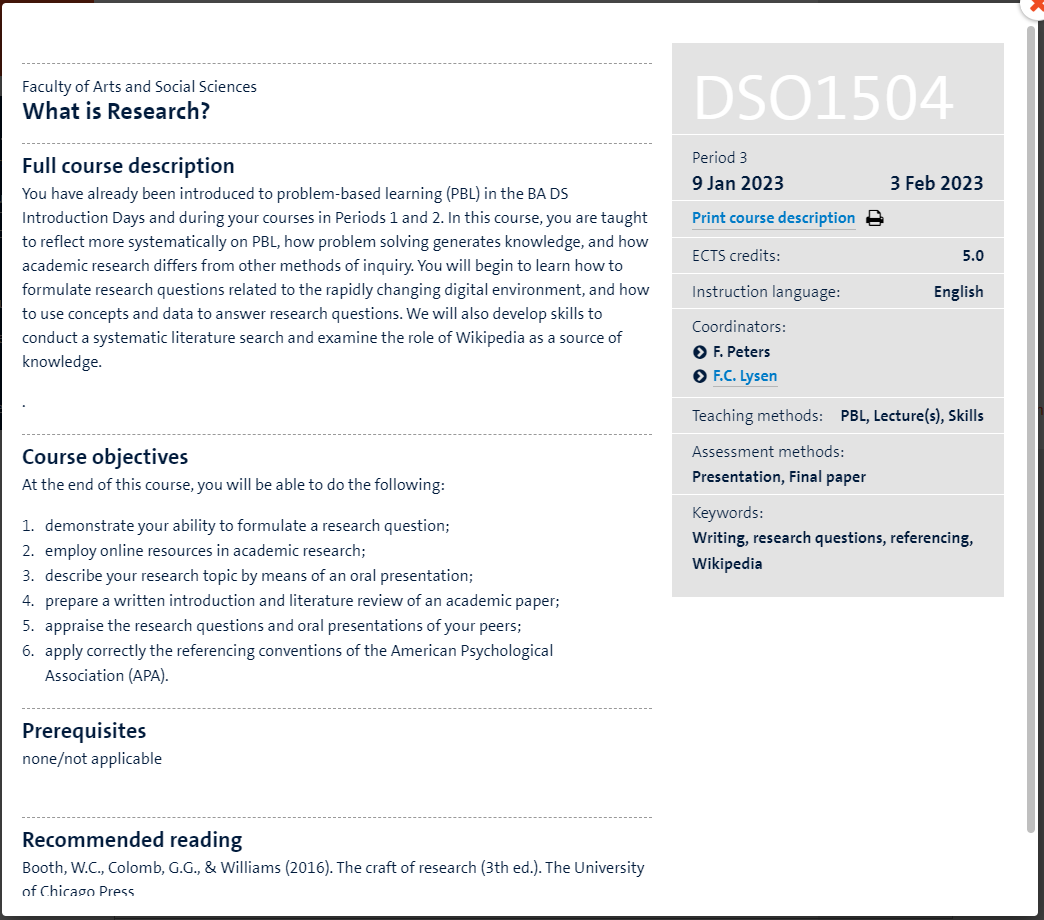 Faculty of Arts and Social Sciences
What is Research?
Full course description
You have already been introduced to problem-based learning (PBL) in the BA DS
Introduction Days and during your courses in Periods 1 and 2. In this course, you are taught
to reflect more systematically on PBL, how problem solving generates knowledge, and how
academic research differs from other methods of inquiry. You will begin to learn how to
formulate research questions related to the rapidly changing digital environment, and how
to use concepts and data to answer research questions. We will also develop skills to
conduct a systematic literature search and examine the role of Wikipedia as a source of
knowledge.
.
Course objectives
At the end of this course, you will be able to do the following:
1. demonstrate your ability to formulate a research question;
2. employ online resources in academic research;
3. describe your research topic by means of an oral presentation;
4. prepare a written introduction and literature review of an academic paper;
5. appraise the research questions and oral presentations of your peers;
6. apply correctly the referencing conventions of the American Psychological
Association (APA).
Prerequisites
none/not applicable
Recommended reading
Booth, W.C., Colomb, G.G., & Williams (2016). The craft of research (3th ed.). The University
of Chicago Press
DSO1504
Period 3
9 Jan 2023 3 Feb 2023
Print course description
ECTS credits: 5.0
Instruction language: English
Coordinators:
F. Peters
F.C. Lysen
Teaching methods: PBL, Lecture(s), Skills
Assessment methods:
Presentation, Final paper
Keywords:
Writing, research questions, referencing,
Wikipedia